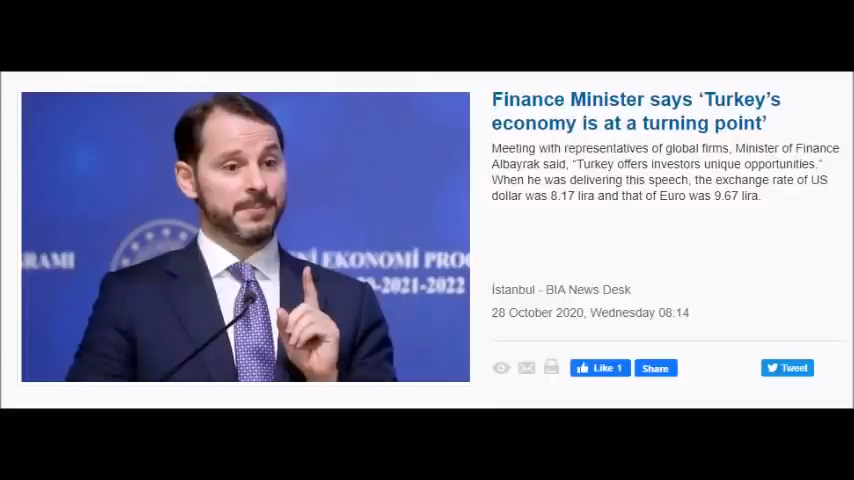 Finance Minister says ‘Turkey’s
economy is at a turning point’
Meeting with representatives of global firms, Minister of Finance
Albayrak said, “Turkey offers investors unique opportunities.”
When he was delivering this speech, the exchange rate of US
dollar was 8.17 lira and that of Euro was 9.67 lira.
RAMI
Nİ EKONOMİ PRO
20-2021-2022
İstanbul - BIA News Desk
28 October 2020, Wednesday 08:14
Like 1
Share
Tweet